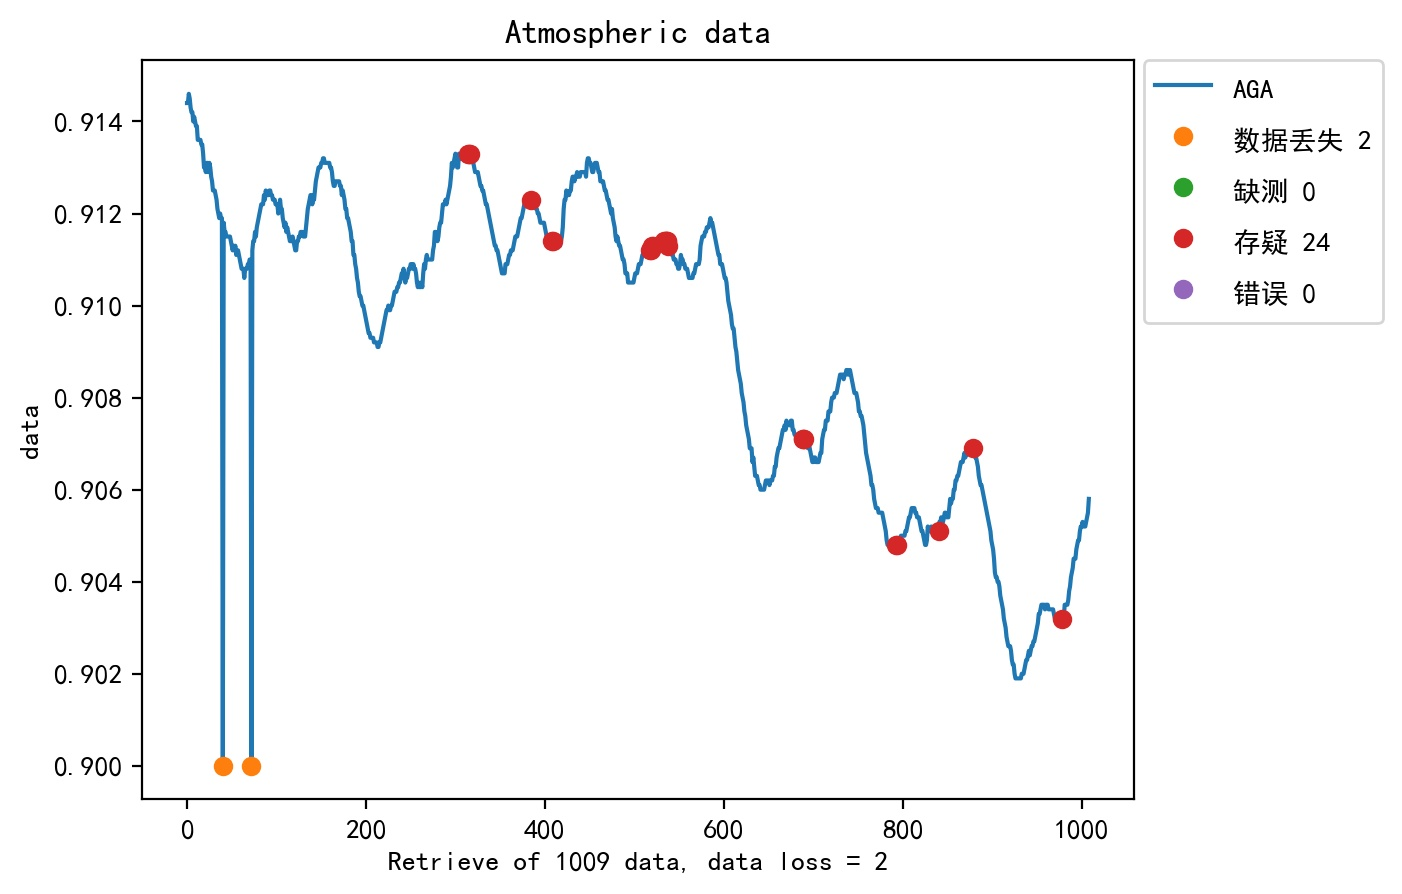 Atmospheric data
AGA
数据丢失 2
缺测 0
存疑 24
错误 0
0.914
0.912
0.910
0.908
0.906
0.904
0.902
0.900
data
0
200
400
600
800
1000
Retrieve of 1009 data, data loss = 2